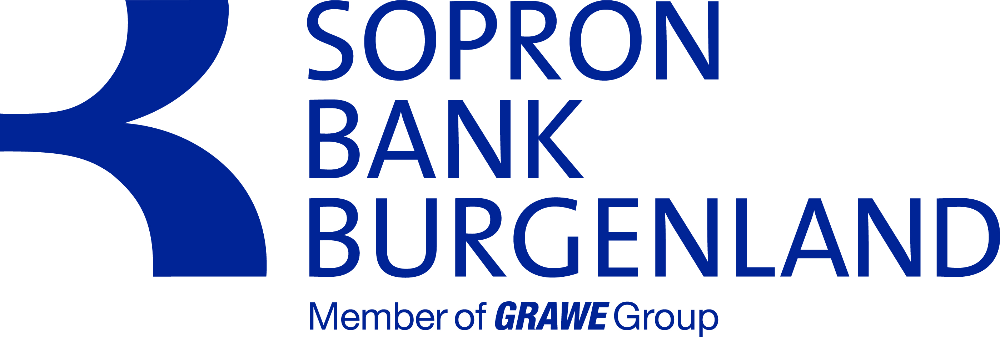 SOPRON
BANK
BURGENLAND
Member of GRAWE Group